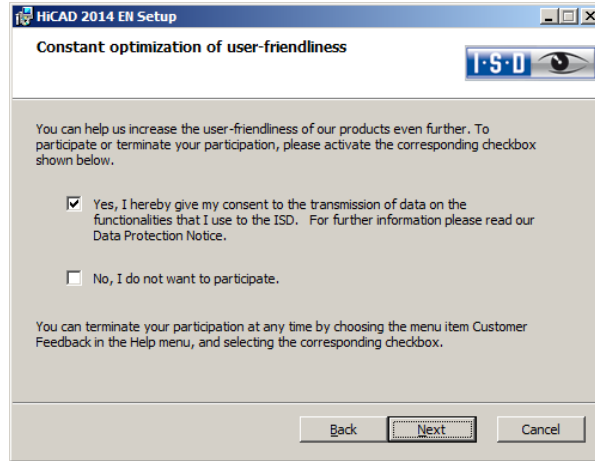 HiCAD 2014 EN Setup
Constant optimization of user-friendliness
I·S·D
You can help us increase the user-friendliness of our products even further. To
participate or terminate your participation, please activate the corresponding checkbox
shown below.
Yes, I hereby give my consent to the transmission of data on the
functionalities that I use to the ISD. For further information please read our
Data Protection Notice.
No, I do not want to participate.
You can terminate your participation at any time by choosing the menu item Customer
Feedback in the Help menu, and selecting the corresponding checkbox.
Back Next Cancel